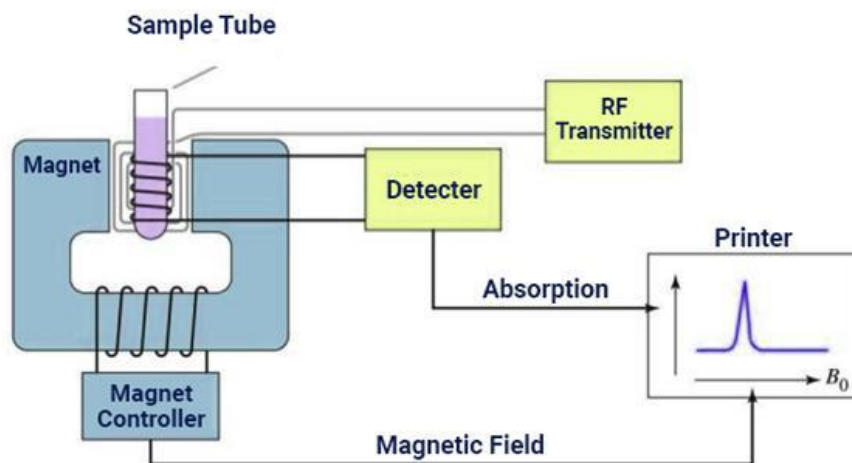 Sample Tube
RF
Transmitter
Magnet
Detecter
Printer
Absorption
B0
Magnet
Controller
Magnetic Field